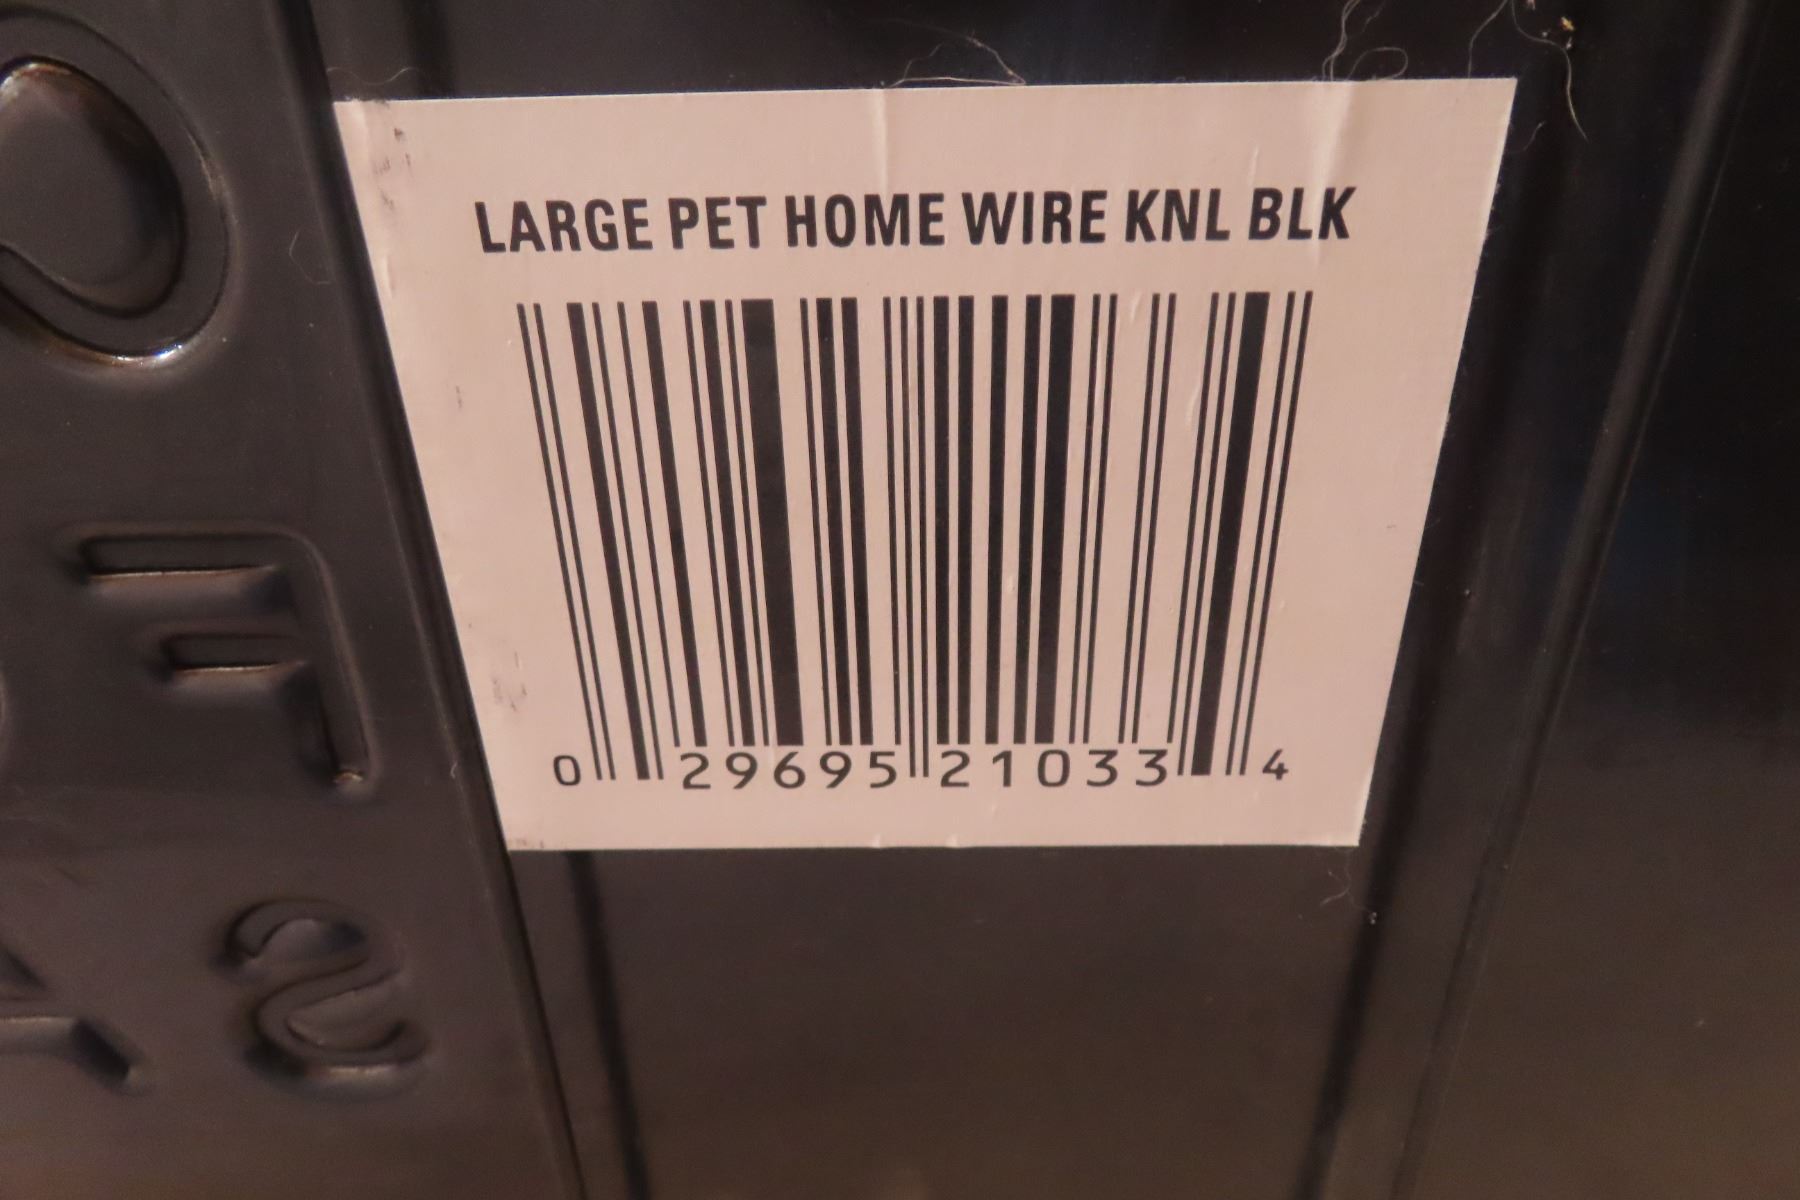 LARGE PET HOME WIRE KNL BLK
0 29695 21033 4